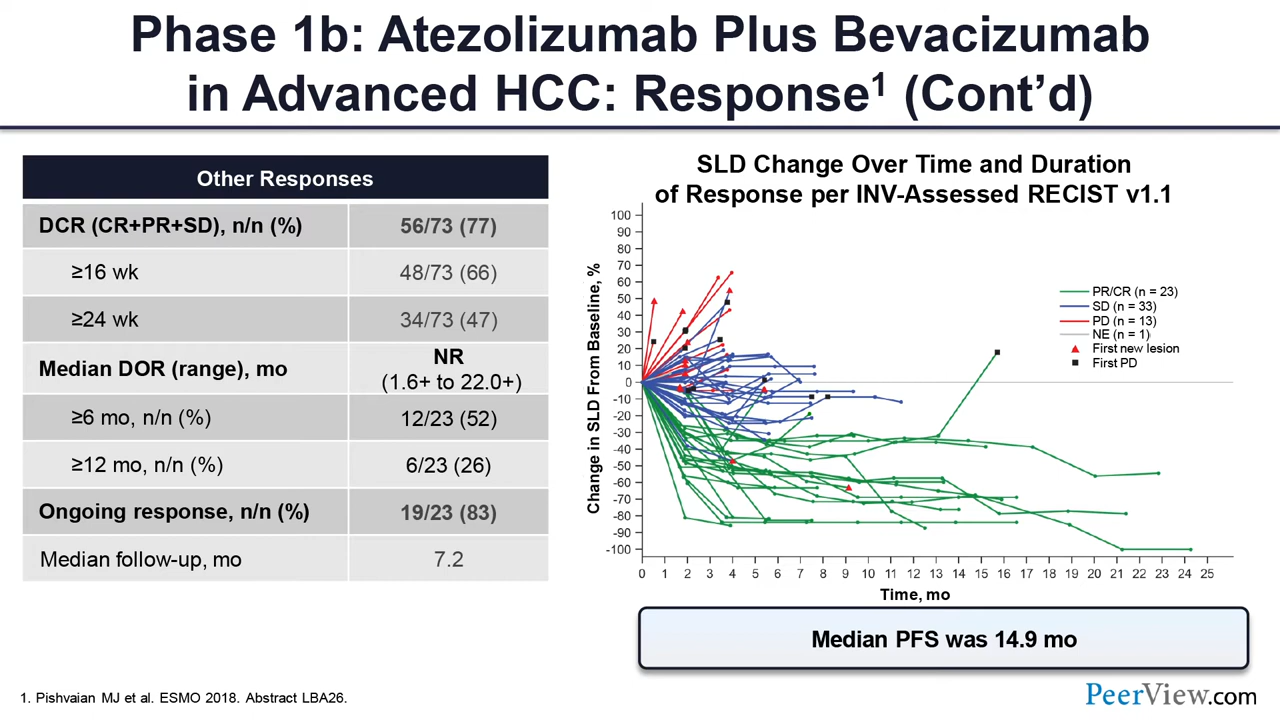 Phase 1b: Atezolizumab Plus Bevacizumab
in Advanced HCC: Response1 (Cont'd)
Other Responses
DCR (CR+PR+SD), n/n (%) 56/73 (77)
≥16 wk 48/73 (66)
≥24 wk 34/73 (47)
Median DOR (range), mo NR
(1.6+ to 22.0+)
≥6 mo, n/n (%) 12/23 (52)
≥12 mo, n/n (%) 6/23 (26)
Ongoing response, n/n (%) 19/23 (83)
Median follow-up, mo 7.2
SLD Change Over Time and Duration
of Response per INV-Assessed RECIST v1.1
Change in SLD From Baseline, %
100
90
80
70
60
50
40
30
20
10
0
-10
-20
-30
-40
-50
-60
-70
-80
-90
-100
PR/CR (n = 23)
SD (n = 33)
PD (n = 13)
NE (n = 1)
First new lesion
First PD
0 1 2 3 4 5 6 7 8 9 10 11 12 13 14 15 16 17 18 19 20 21 22 23 24 25
Time, mo
Median PFS was 14.9 mo
1. Pishvaian MJ et al. ESMO 2018. Abstract LBA26.
PeerView.com